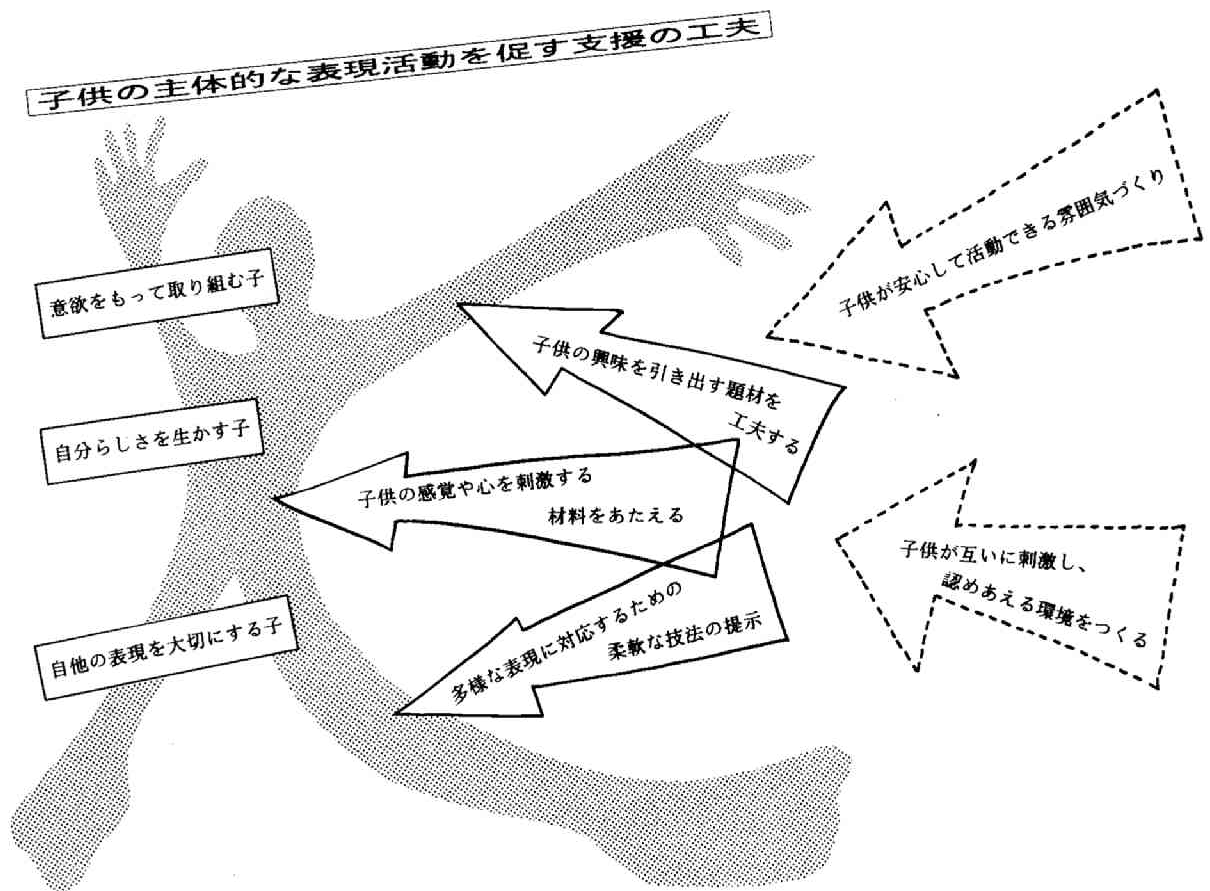 子供の主体的な表現活動を促す支援の工夫
意欲をもって取り組む子
自分らしさを生かす子
自他の表現を大切にする子
子供の興味を引き出す題材を
工夫する
子供の感覚や心を刺激する
材料をあたえる
多様な表現に対応するための
柔軟な技法の提示
子供が安心して活動できる雰囲気づくり
子供が互いに刺激し、
認めあえる環境をつくる